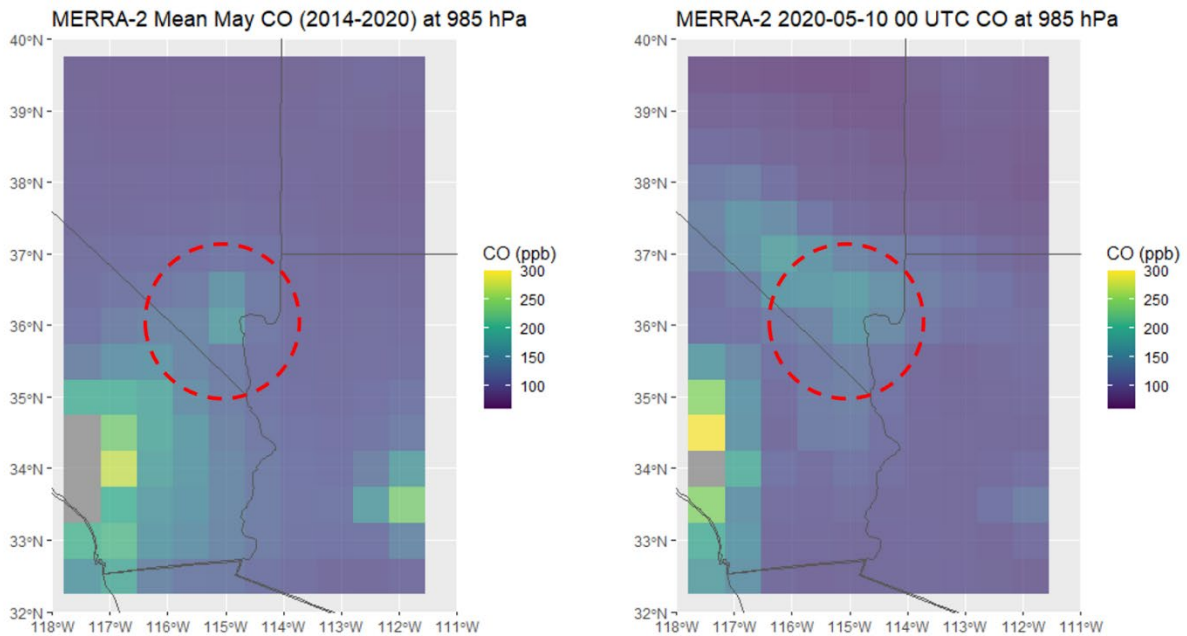 MERRA-2 Mean May CO (2014-2020) at 985 hPa
40°N
39°N
38°N
37°N
36°N
35°N
34°N
33°N
32°N
118°W 117°W 116°W 115°W 114°W 113°W 112°W 111°W
CO (ppb)
300
250
200
150
100
MERRA-2 2020-05-10 00 UTC CO at 985 hPa
40°N
39°N
38°N
37°N
36°N
35°N
34°N
33°N
32°N
118°W 117°W 116°W 115°W 114°W 113°W 112°W 111°W
CO (ppb)
300
250
200
150
100